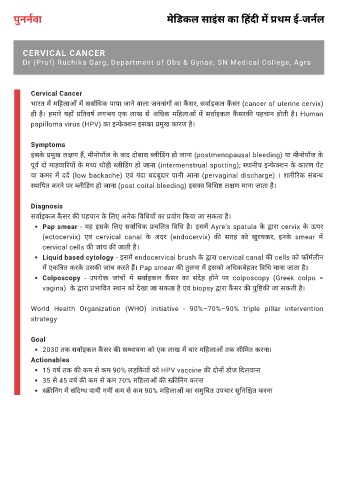 पुनर्नवा
मेडिकल साइंस का हिंदी में प्रथम ई-जर्नल
CERVICAL CANCER
Dr (Prof) Ruchika Garg, Department of Obs & Gynae, SN Medical College, Agra
Cervical Cancer
भारत में महिलाओं में सर्वाधिक पाया जाने वाला जननांगों का कैंसर, सर्वाइकल कैंसर (cancer of uterine cervix)
ही है। हमारे यहाँ प्रतिवर्ष लगभग एक लाख से अधिक महिलाओं में सर्वाइकल कैंसरकी पहचान होती है। Human
papilloma virus (HPV) का इन्फेक्शन इसका प्रमुख कारण है।
Symptoms
इसके प्रमुख लक्षण हैं, मीनोपॉज के बाद दोबारा ब्लीडिंग हो जाना (postmenopausal bleeding) या मीनोपॉज के
पूर्व दो माहवारियों के मध्य थोड़ी ब्लीडिंग हो जाना (intermenstrual spotting); स्थानीय इन्फेक्शन के कारण पेट
या कमर में दर्द (low backache) एवं गंदा बदबूदार पानी आना (pervaginal discharge) । शारीरिक संबन्ध
स्थापित करने पर ब्लीडिंग हो जाना (post coital bleeding) इसका विशिष्ट लक्षण माना जाता है।
Diagnosis
सर्वाइकल कैंसर की पहचान के लिए अनेक विधियों का प्रयोग किया जा सकता है।
• Pap smear - यह इसके लिए सर्वाधिक प्रचलित विधि है। इसमें Ayre's spatula के द्वारा cervix के ऊपर
(ectocervix) एवं cervical canal के अंदर (endocervix) की सतह को खुरचकर, इनके smear में
cervical cells की जांच की जाती है।
• Liquid based cytology - इसमें endocervical brush के द्वारा cervical canal की cells को फॉर्मलीन
में एकत्रित करके उसकी जांच करते हैं। Pap smear की तुलना में इसको अधिकबेहतर विधि माना जाता है।
• Colposcopy - उपरोक्त जांचों में सर्वाइकल कैंसर का संदेह होने पर colposcopy (Greek colpo =
vagina) के द्वारा प्रभावित स्थान को देखा जा सकता है एवं biopsy द्वारा कैंसर की पुष्टिकी जा सकती है।
World Health Organization (WHO) initiative - 90%–70%–90% triple pillar intervention
strategy
Goal
• 2030 तक सर्वाइकल कैंसर की सम्भावना को एक लाख में चार महिलाओं तक सीमित करना।
Actionables
• 15 वर्ष तक की कम से कम 90% लड़कियों को HPV vaccine की दोनों डोज दिलवाना
• 35 से 45 वर्ष की कम से कम 70% महिलाओं की स्क्रीनिंग करना
• स्क्रीनिंग में संदिग्ध पायी गयीं कम से कम 90% महिलाओं का समुचित उपचार सुनिश्चित करना